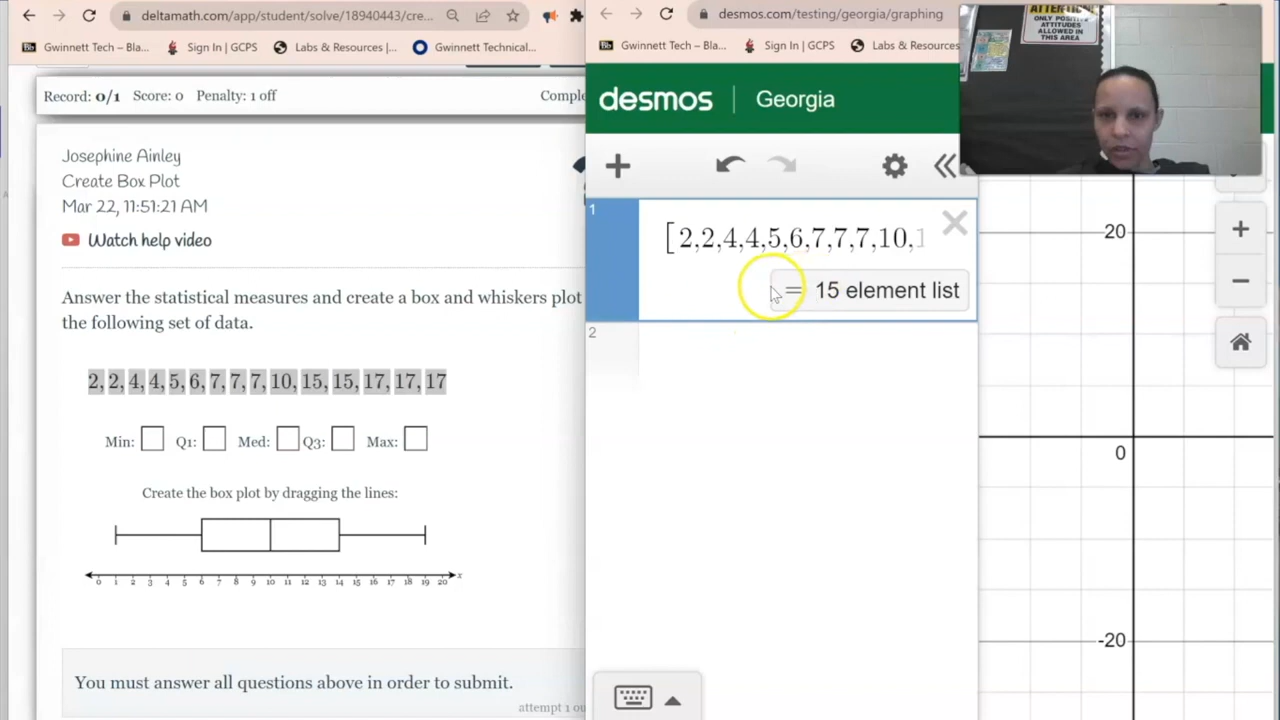 deltamath.com/app/student/solve/18940443/cre...
desmos.com/testing/georgia/graphing
Gwinnett Tech – Bla...
Sign In | GCPS
Labs & Resources |...
Gwinnett Technical...
Gwinnett Tech – Bla...
Sign In | GCPS
Labs & Resources
ATTENTION
ONLY POSITIVE
ATTITUDES
ALLOWED IN
THIS AREA
Record: 0/1 Score: 0 Penalty: 1 off
Comple
desmos
Georgia
Josephine Ainley
Create Box Plot
Mar 22, 11:51:21 AM
Watch help video
Answer the statistical measures and create a box and whiskers plot
the following set of data.
2, 2, 4, 4, 5, 6, 7, 7, 7, 10, 15, 15, 17, 17, 17
Min: Q1: Med: Q3: Max:
Create the box plot by dragging the lines:
0 1 2 3 4 5 6 7 8 9 10 11 12 13 14 15 16 17 18 19 20 x
You must answer all questions above in order to submit.
attempt 1 ou
1
[ 2,2,4,4,5,6,7,7,7,10,1
= 15 element list
2
20
0
-20